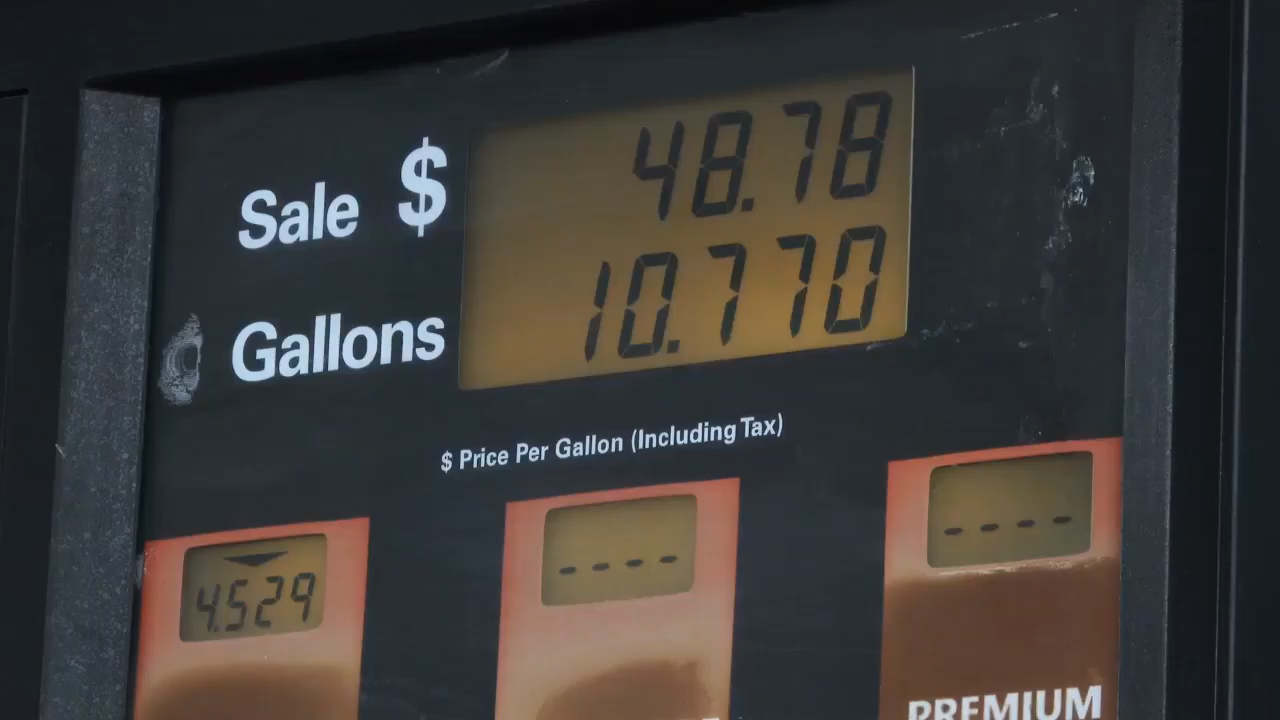 Sale $ 48.78
Gallons 10.770
$ Price Per Gallon (Including Tax)
4.529 ---- ----
PREMIUM